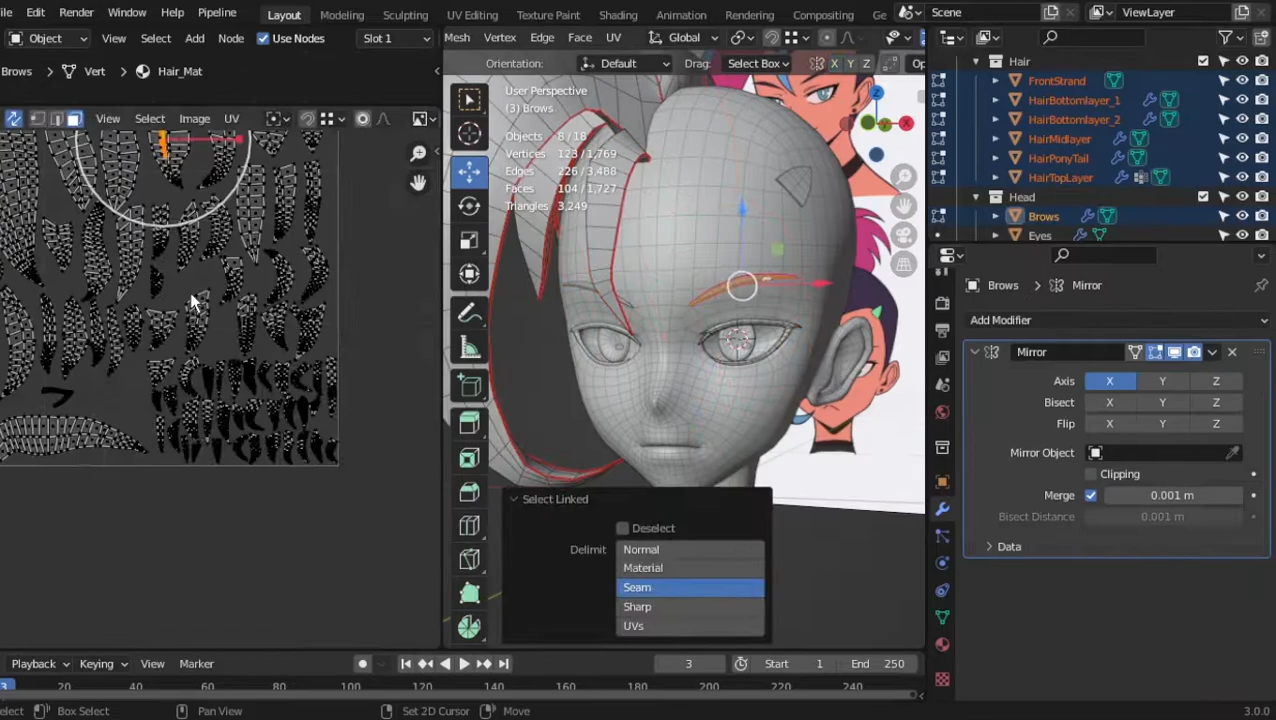 ile Edit Render Window Help Pipeline Layout Modeling Sculpting UV Editing Texture Paint Shading Animation Rendering Compositing Ge Scene ViewLayer
Object View Select Add Node Use Nodes Slot 1 Mesh Vertex Edge Face UV Global
Brows > Vert > Hair_Mat Orientation: Default Drag: Select Box X Y Z Op
View Select Image UV
User Perspective
(3) Brows
Objects 8 / 18
Vertices 123 / 1,769
Edges 226 / 3,488
Faces 104 / 1,727
Triangles 3,249
Z
X
Hair
FrontStrand
HairBottomlayer_1
HairBottomlayer_2
HairMidlayer
HairPonyTail
HairTopLayer
Head
Brows
Eyes
Brows > Mirror
Add Modifier
Mirror
Axis X Y Z
Bisect X Y Z
Flip X Y Z
Mirror Object
Clipping
Merge 0.001 m
Bisect Distance 0.001 m
Data
Select Linked
Deselect
Delimit Normal
Material
Seam
Sharp
UVs
Playback Keying View Marker 3 Start 1 End 250
3 20 40 60 80 100 120 140 160 180 200 220 240
elect Box Select Pan View Set 2D Cursor Move 3.0.0